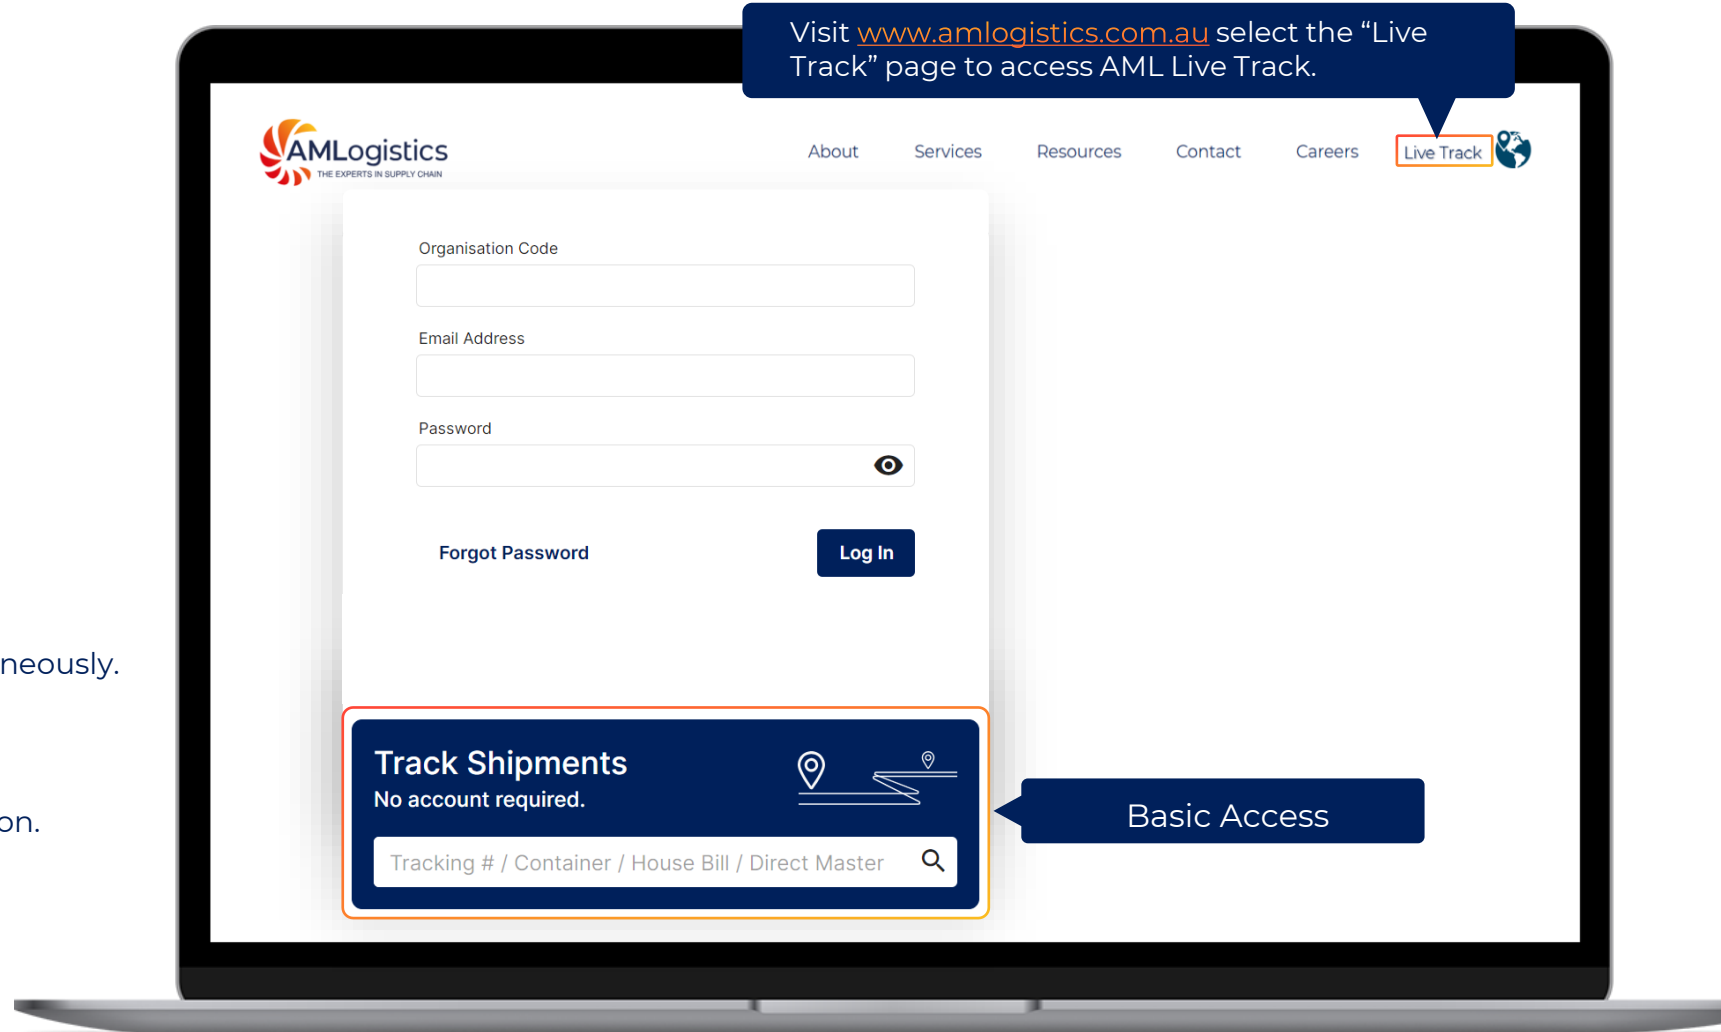 Visit www.amlogistics.com.au select the “Live
Track” page to access AML Live Track.
AMLogistics
THE EXPERTS IN SUPPLY CHAIN
About
Services
Resources
Contact
Careers
Live Track
Organisation Code
Email Address
Password
Forgot Password
Log In
neously.
on.
Track Shipments
No account required.
Tracking # / Container / House Bill / Direct Master
Basic Access